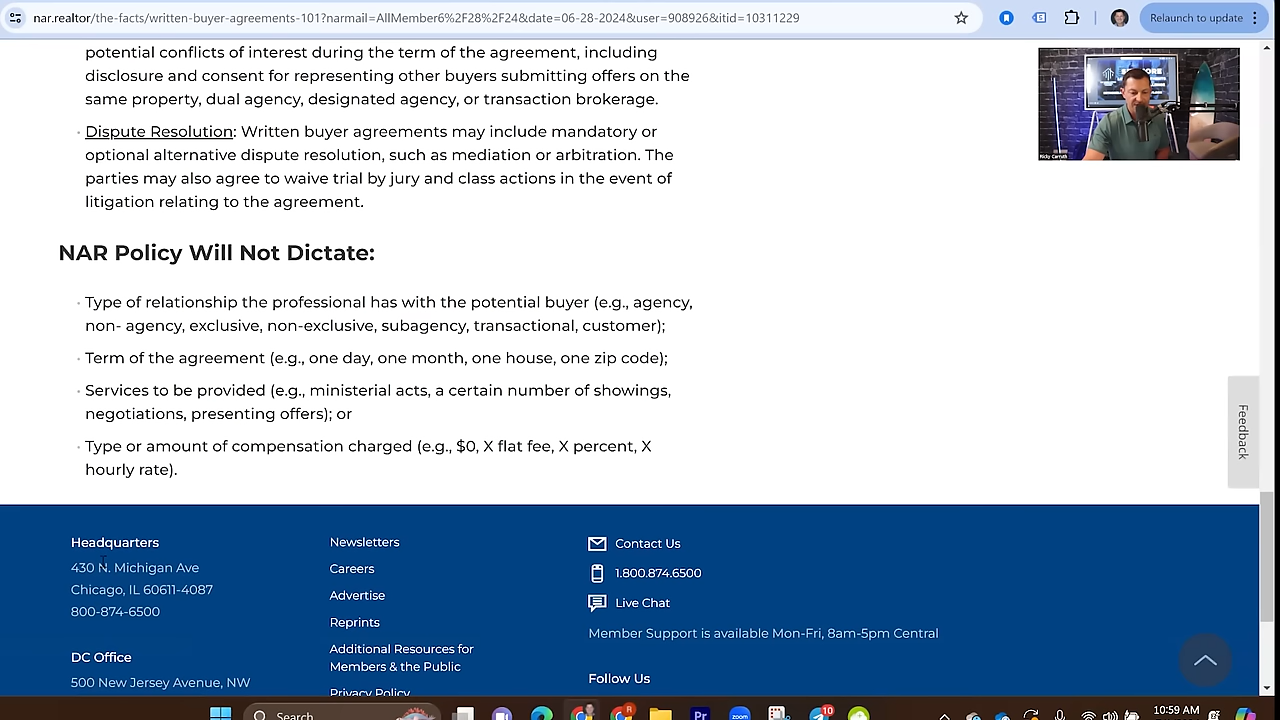 nar.realtor/the-facts/written-buyer-agreements-101?narmail=AllMember6%2F28%2F24&date=06-28-2024&user=908926&itid=10311229
Relaunch to update
potential conflicts of interest during the term of the agreement, including
disclosure and consent for representing other buyers submitting offers on the
same property, dual agency, designated agency, or transaction brokerage.
Dispute Resolution: Written buyer agreements may include mandatory or
optional alternative dispute resolution, such as mediation or arbitration. The
parties may also agree to waive trial by jury and class actions in the event of
litigation relating to the agreement.
Ricky Carruth
NAR Policy Will Not Dictate:
Type of relationship the professional has with the potential buyer (e.g., agency,
non- agency, exclusive, non-exclusive, subagency, transactional, customer);
Term of the agreement (e.g., one day, one month, one house, one zip code);
Services to be provided (e.g., ministerial acts, a certain number of showings,
negotiations, presenting offers); or
Type or amount of compensation charged (e.g., $0, X flat fee, X percent, X
hourly rate).
Feedback
Headquarters
430 N. Michigan Ave
Chicago, IL 60611-4087
800-874-6500
DC Office
500 New Jersey Avenue, NW
Newsletters
Careers
Advertise
Reprints
Additional Resources for
Members & the Public
Privacy Policy
Contact Us
1.800.874.6500
Live Chat
Member Support is available Mon-Fri, 8am-5pm Central
Follow Us
Search
Pr
zoom
10
10:59 AM